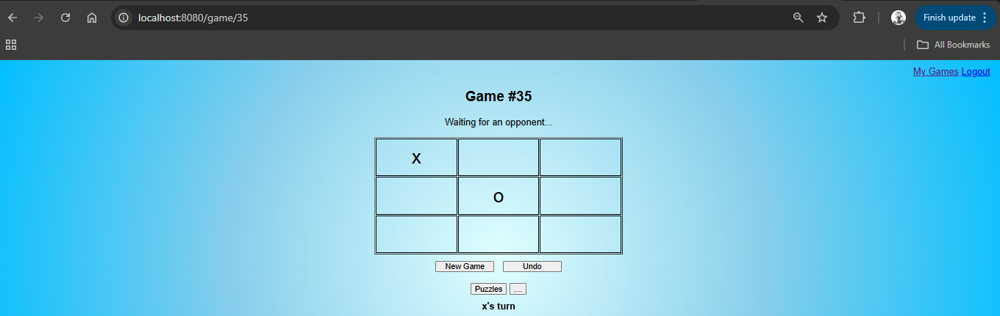 localhost:8080/game/35
Finish update
All Bookmarks
My Games Logout
Game #35
Waiting for an opponent...
X
O
New Game Undo
Puzzles ....
x's turn